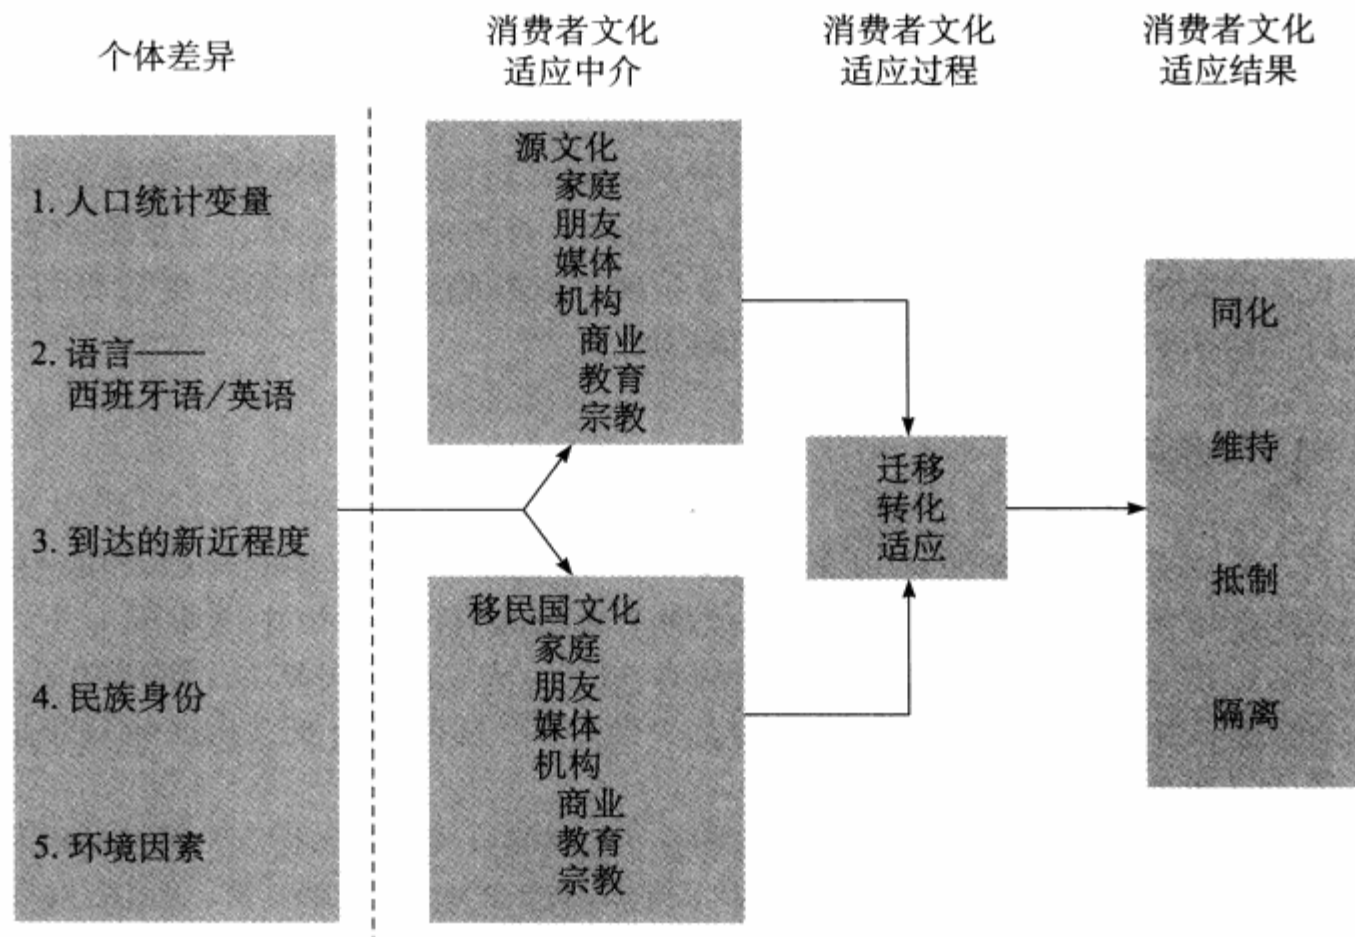 个体差异
消费者文化
适应中介
消费者文化
适应过程
消费者文化
适应结果
1. 人口统计变量
2. 语言——
西班牙语/英语
3. 到达的新近程度
4. 民族身份
5. 环境因素
源文化
家庭
朋友
媒体
机构
商业
教育
宗教
移民国文化
家庭
朋友
媒体
机构
商业
教育
宗教
迁移
转化
适应
同化
维持
抵制
隔离